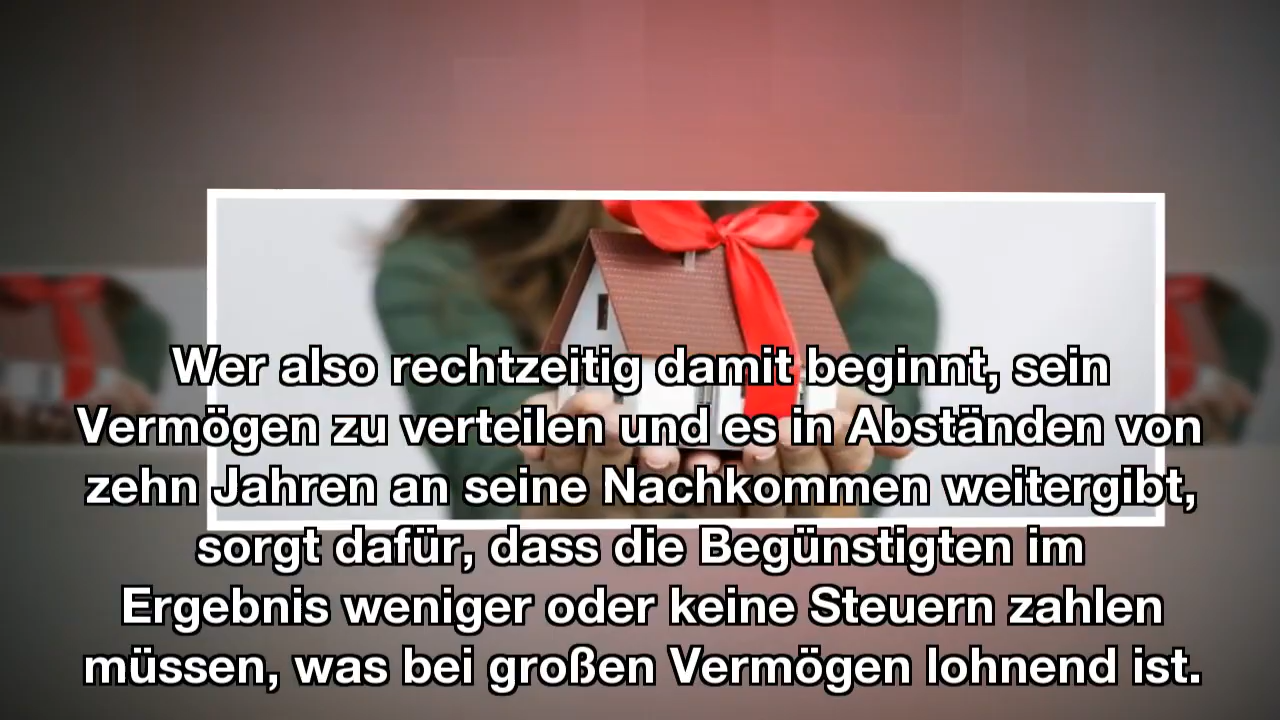 Wer also rechtzeitig damit beginnt, sein
Vermögen zu verteilen und es in Abständen von
zehn Jahren an seine Nachkommen weitergibt,
sorgt dafür, dass die Begünstigten im
Ergebnis weniger oder keine Steuern zahlen
müssen, was bei großen Vermögen lohnend ist.